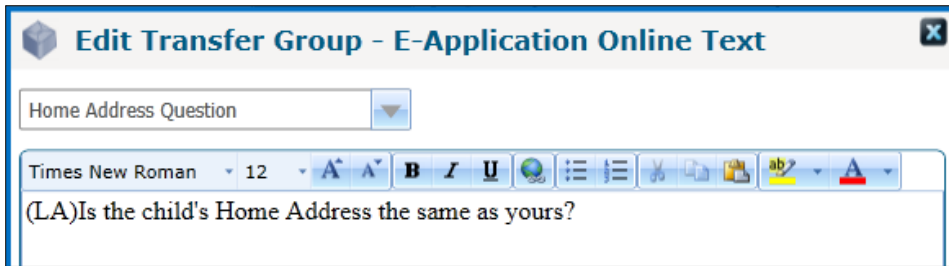 Edit Transfer Group - E-Application Online Text
Home Address Question
Times New Roman 12 A A B I U ab A
(LA)Is the child's Home Address the same as yours?